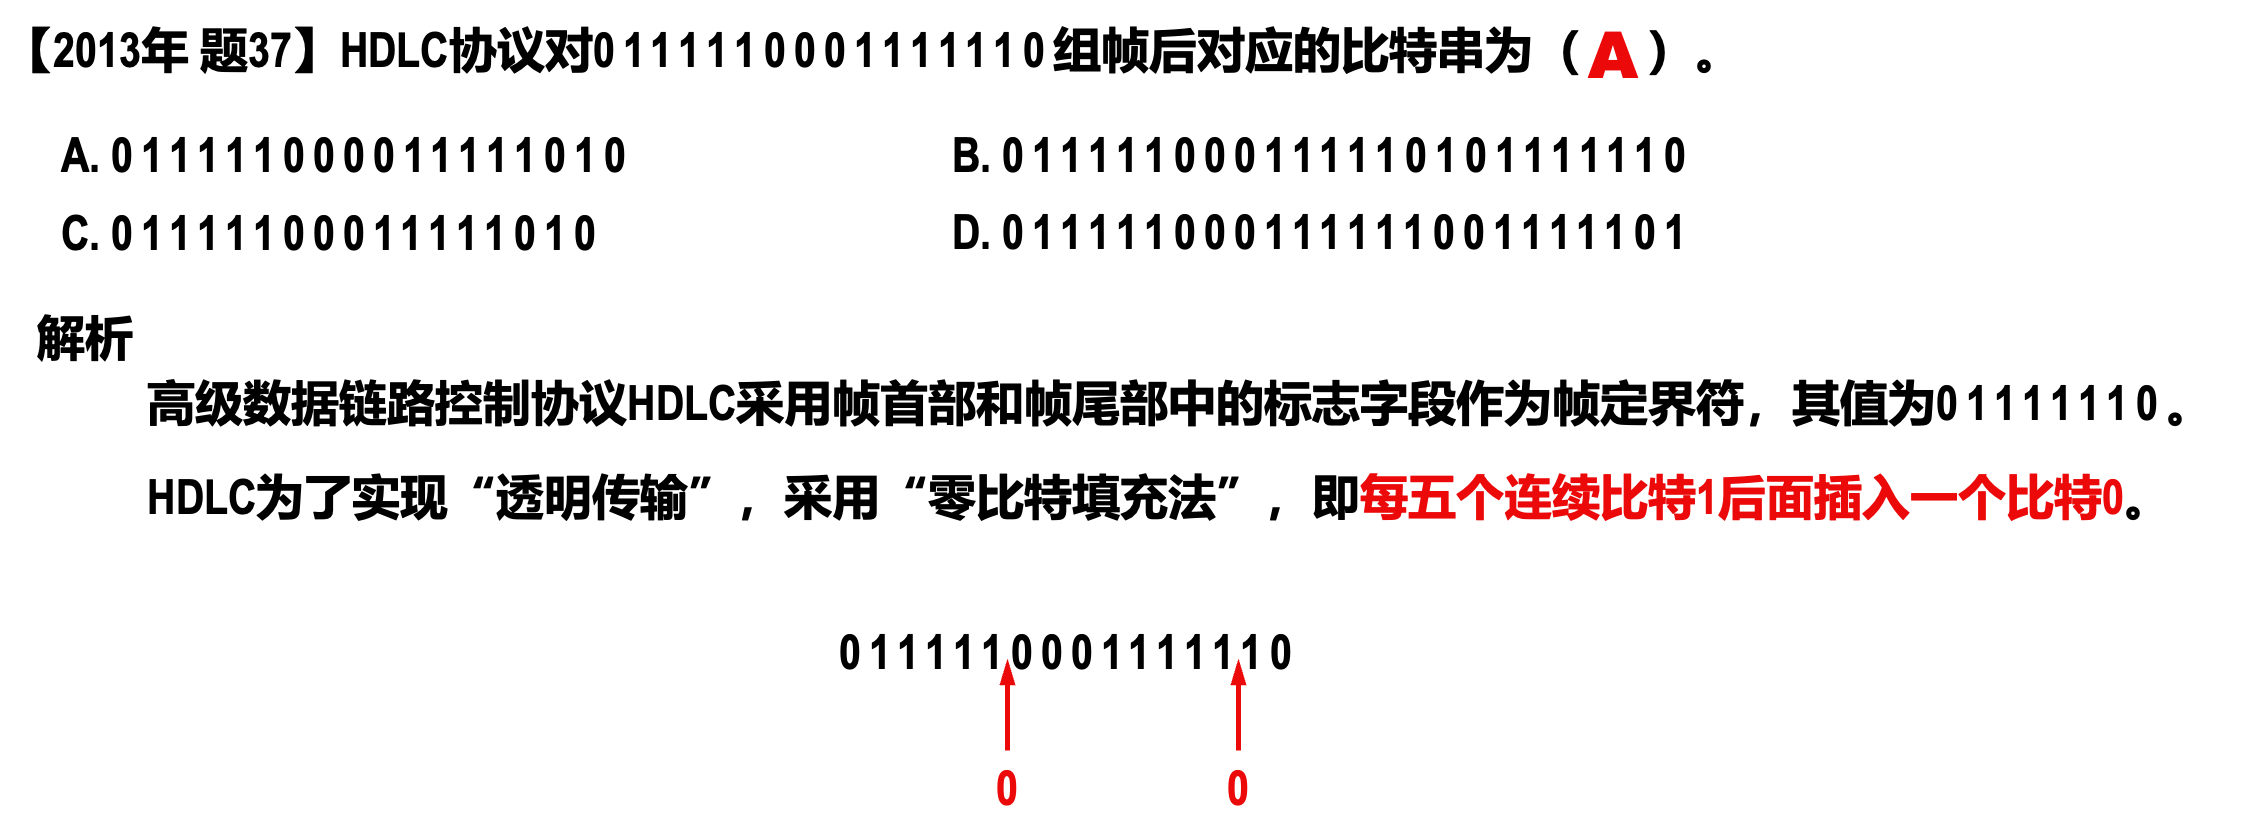 【2013年 题37】HDLC协议对0111110001111110组帧后对应的比特串为（A）。
A. 011111000011111010
B. 011111000111110101111110
C. 01111100011111010
D. 011111000111111001111101
解析
高级数据链路控制协议HDLC采用帧首部和帧尾部中的标志字段作为帧定界符，其值为01111110。
HDLC为了实现“透明传输”，采用“零比特填充法”，即每五个连续比特1后面插入一个比特0。
0111110001111110
0 0